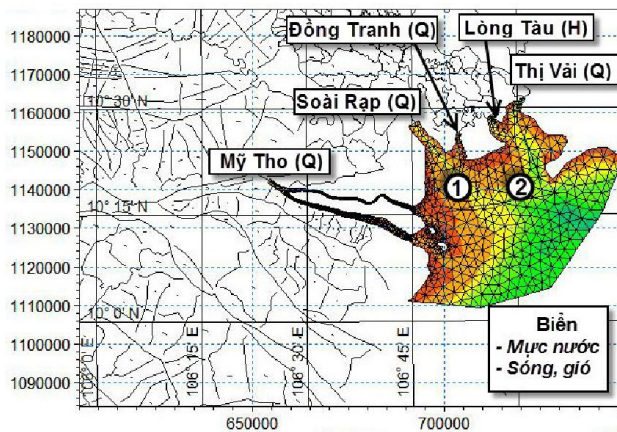 1180000
1170000
1160000
1150000
1140000
1130000
1120000
1110000
1100000
1090000
Đồng Tranh (Q)
Lòng Tàu (H)
Thị Vải (Q)
Soài Rạp (Q)
Mỹ Tho (Q)
10° 30' N
10° 15' N
10° 0' N
1
2
Biển
- Mực nước
- Sóng, gió
106° 0' E
106° 15' E
106° 30' E
106° 45' E
650000
700000